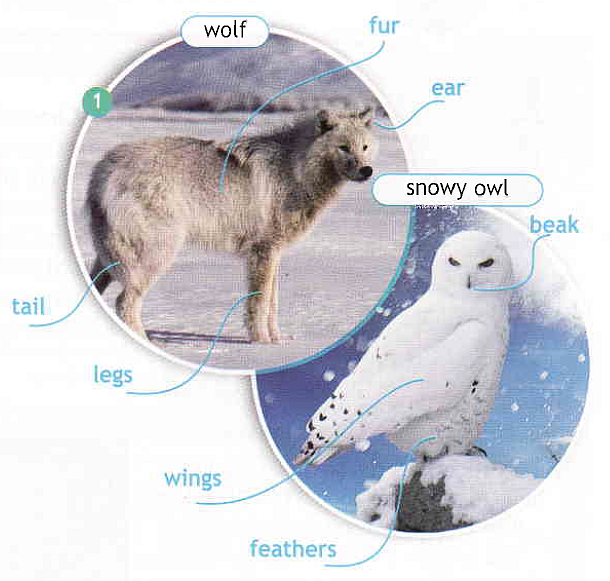 wolf
fur
1
ear
snowy owl
beak
tail
legs
wings
feathers